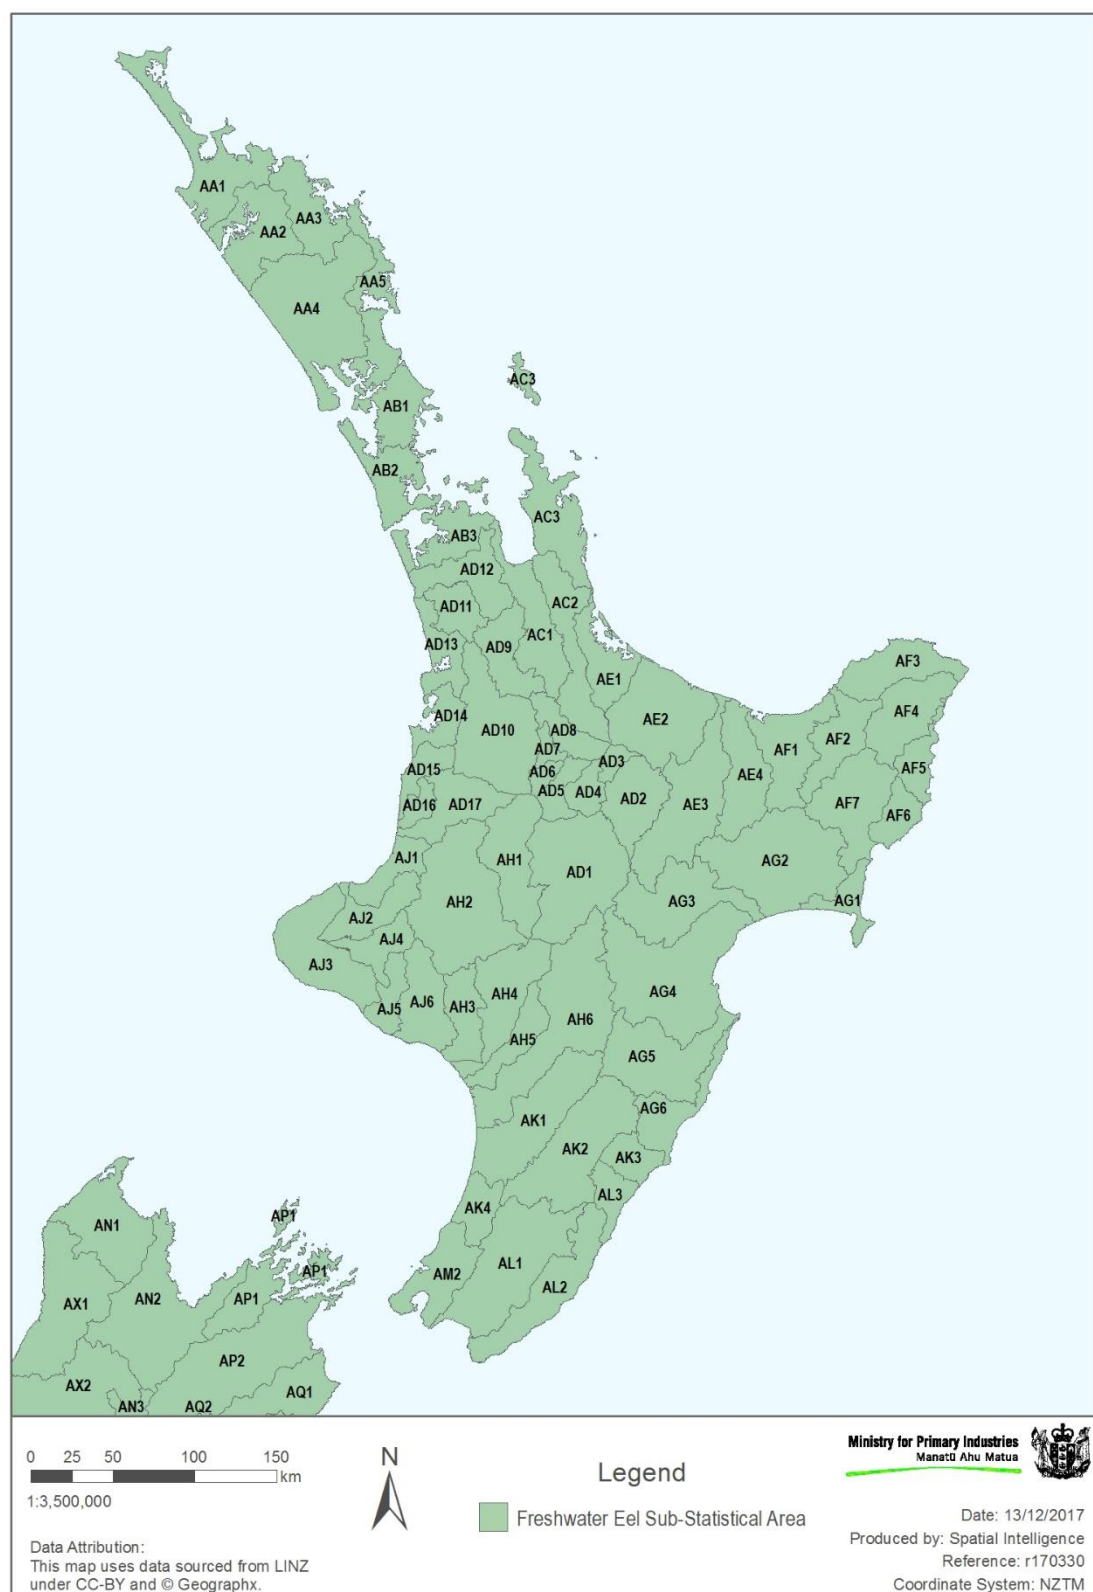 AA1
AA3
AA2
AA5
AA4
AC3
AB1
AB2
AC3
AB3
AD12
AD11
AC2
AD13
AD9
AC1
AF3
AE1
AF4
AD14
AE2
AD10
AD8
AF2
AD7
AF1
AD3
AF5
AD15
AD6
AE4
AD5
AD4
AD2
AD16
AD17
AE3
AF7
AF6
AJ1
AH1
AG2
AD1
AH2
AG3
AG1
AJ2
AJ4
AJ3
AG4
AH4
AJ6
AH3
AJ5
AH6
AH5
AG5
AG6
AK1
AK2
AK3
AL3
AK4
AP1
AN1
AL1
AP1
AM2
AL2
AN2
AP1
AX1
AP2
AX2
AQ1
AN3
AQ2
0 25 50 100 150
km
1:3,500,000
N
Legend
Freshwater Eel Sub-Statistical Area
Ministry for Primary Industries
Manatū Ahu Matua
Data Attribution:
This map uses data sourced from LINZ
under CC-BY and © Geographx.
Date: 13/12/2017
Produced by: Spatial Intelligence
Reference: r170330
Coordinate System: NZTM